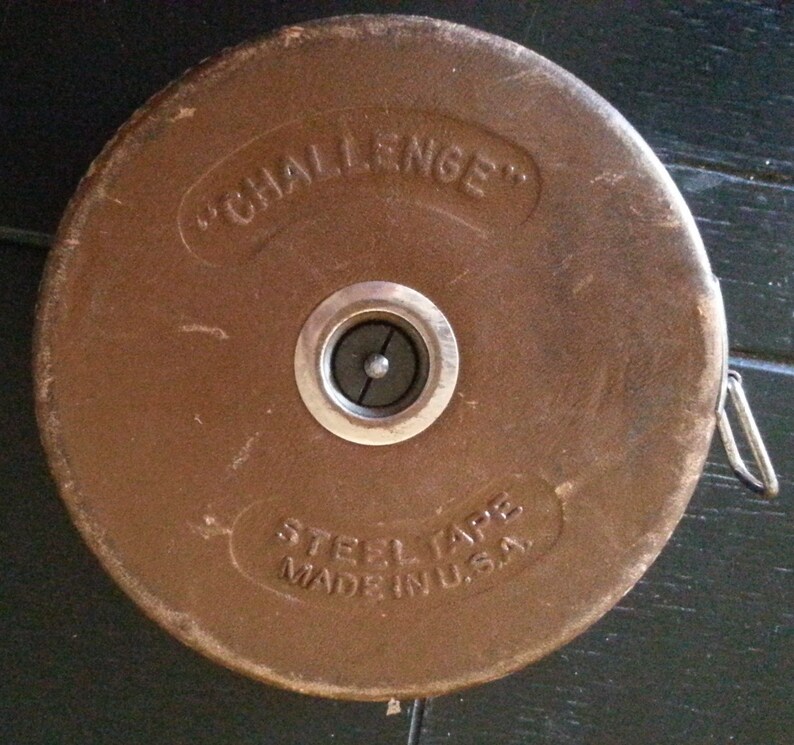 "CHALLENGE"
STEEL TAPE
MADE IN U.S.A.